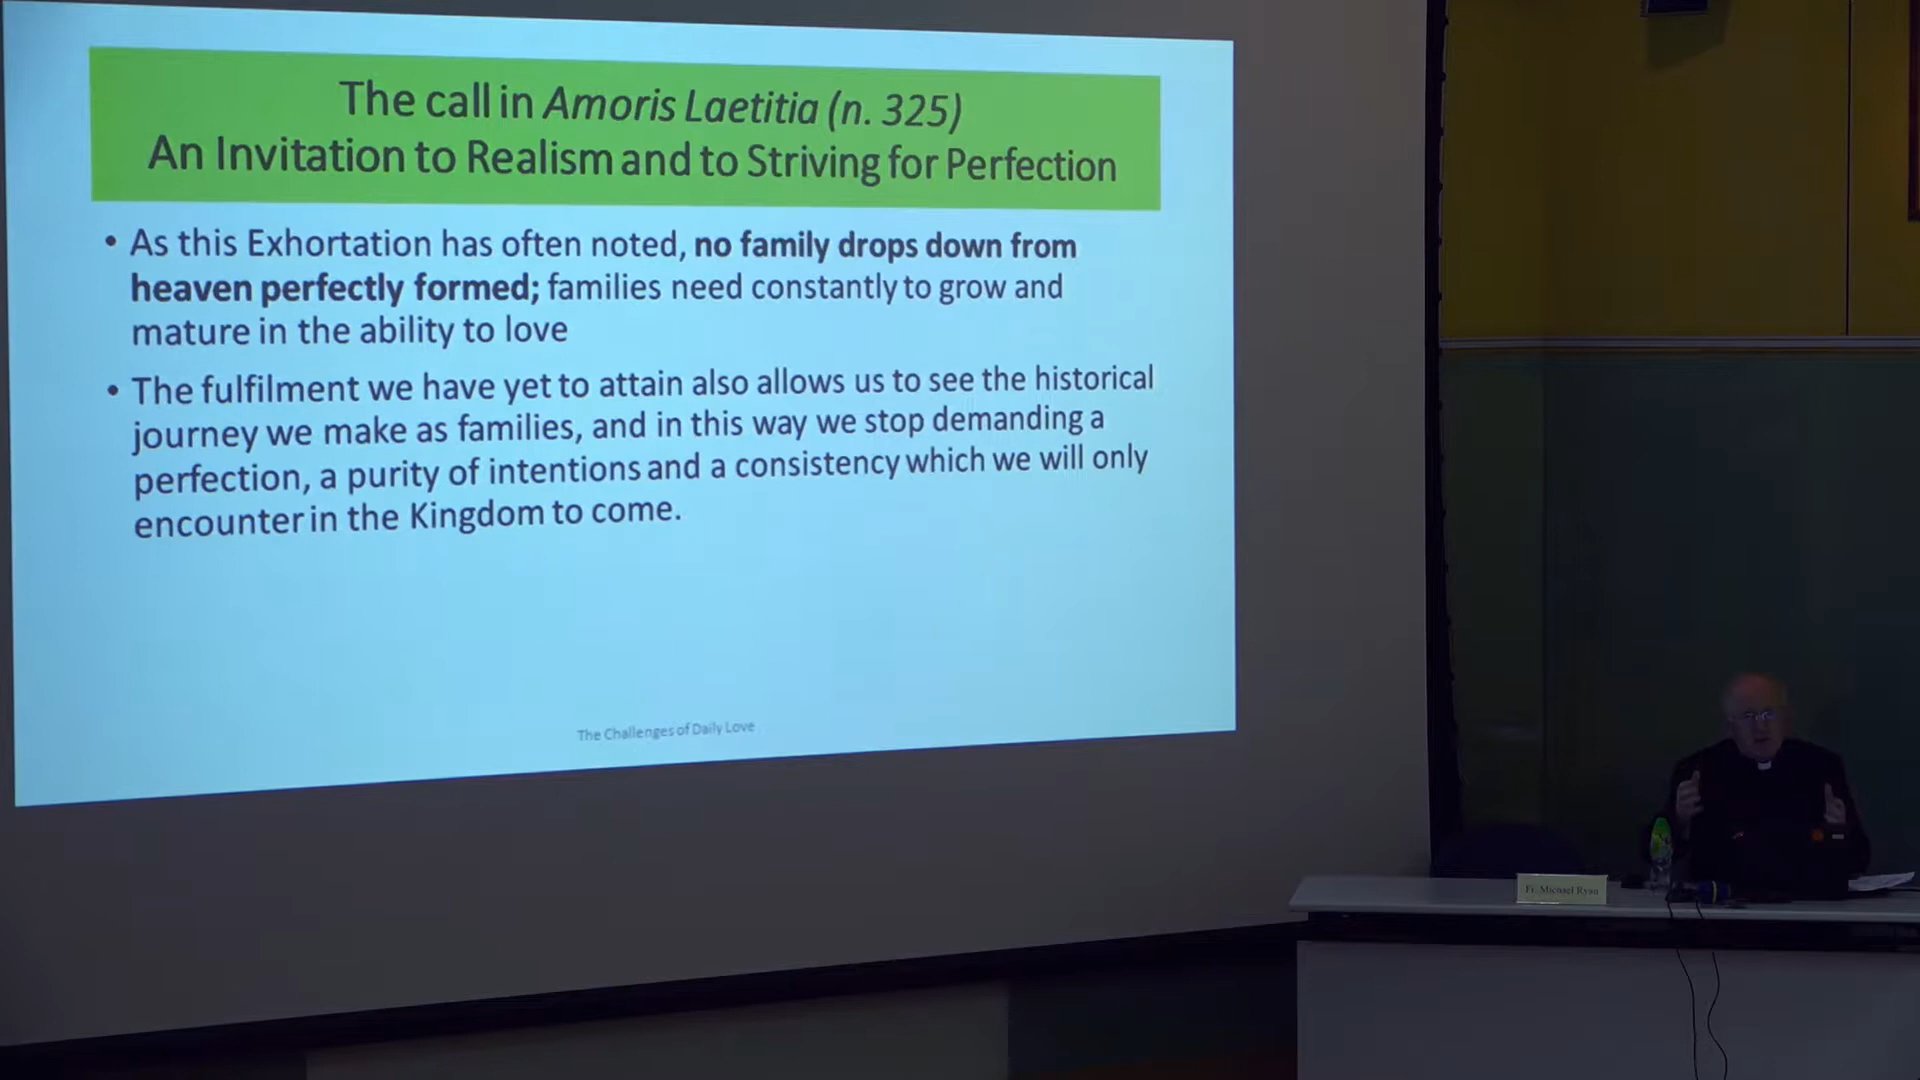 The call in Amoris Laetitia (n. 325)
An Invitation to Realism and to Striving for Perfection
• As this Exhortation has often noted, no family drops down from
heaven perfectly formed; families need constantly to grow and
mature in the ability to love
• The fulfilment we have yet to attain also allows us to see the historical
journey we make as families, and in this way we stop demanding a
perfection, a purity of intentions and a consistency which we will only
encounter in the Kingdom to come.
The Challenges of Daily Love
Fr. Michael Ryan